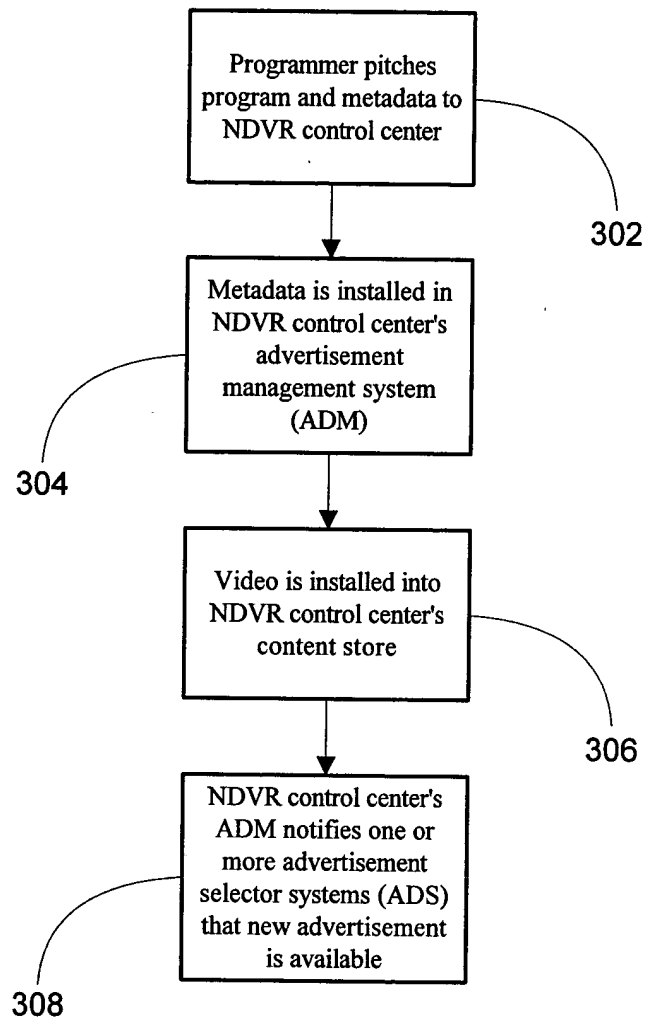 Programmer pitches
program and metadata to
NDVR control center
302
Metadata is installed in
NDVR control center's
advertisement
management system
(ADM)
304
Video is installed into
NDVR control center's
content store
306
NDVR control center's
ADM notifies one or
more advertisement
selector systems (ADS)
that new advertisement
is available
308